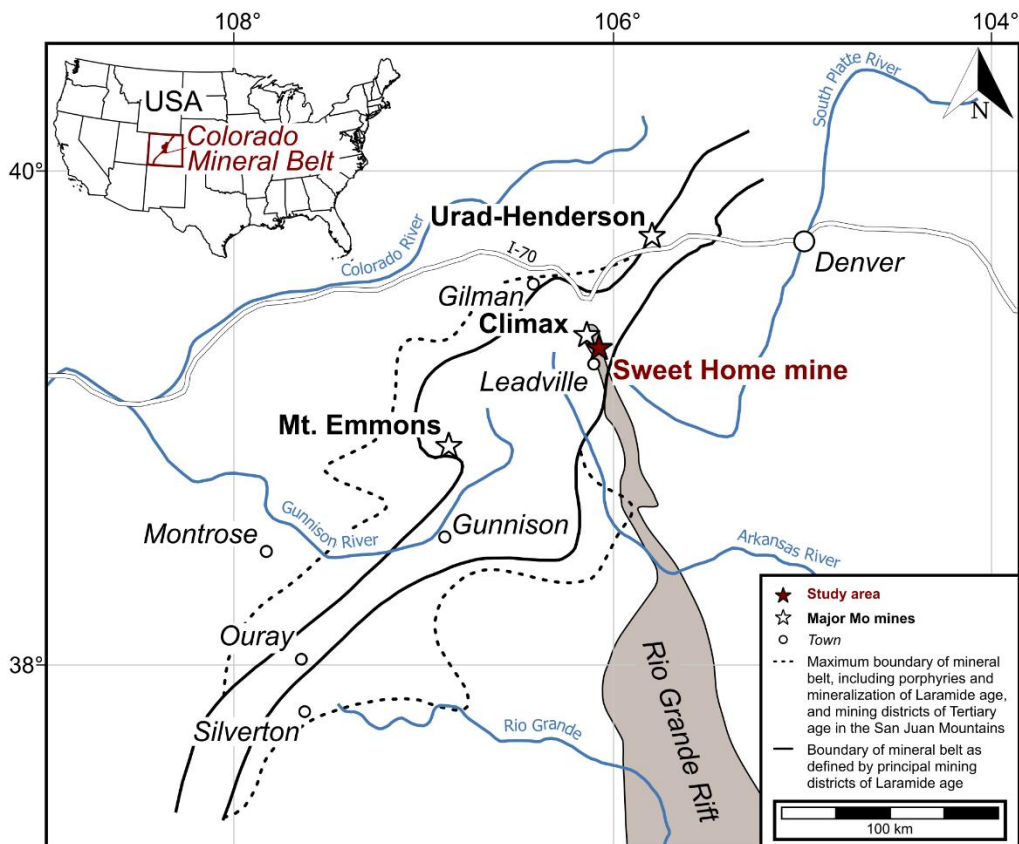 108°
106°
104°
USA
Colorado
Mineral Belt
South Platte River
N
40°
Urad-Henderson
Colorado River
I-70
Denver
Gilman
Climax
Sweet Home mine
Leadville
Mt. Emmons
Gunnison River
Gunnison
Montrose
Arkansas River
Ouray
38°
Silverton
Rio Grande
Rio Grande Rift
Study area
Major Mo mines
Town
Maximum boundary of mineral
belt, including porphyries and
mineralization of Laramide age,
and mining districts of Tertiary
age in the San Juan Mountains
Boundary of mineral belt as
defined by principal mining
districts of Laramide age
100 km